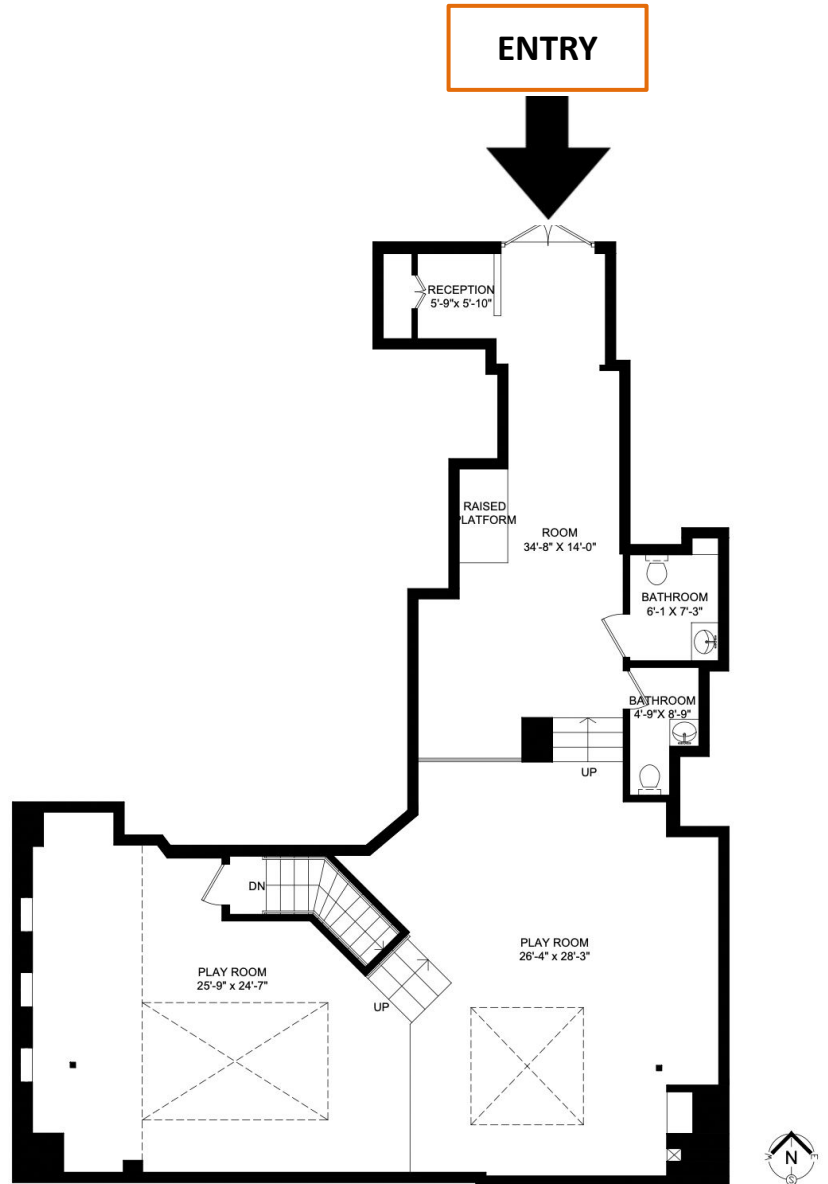 ENTRY
RECEPTION
5'-9"x 5'-10"
RAISED
PLATFORM
ROOM
34'-8" X 14'-0"
BATHROOM
6'-1 X 7'-3"
BATHROOM
4'-9"X 8'-9"
UP
DN
PLAY ROOM
26'-4" x 28'-3"
PLAY ROOM
25'-9" x 24'-7"
UP
N
W
E
S